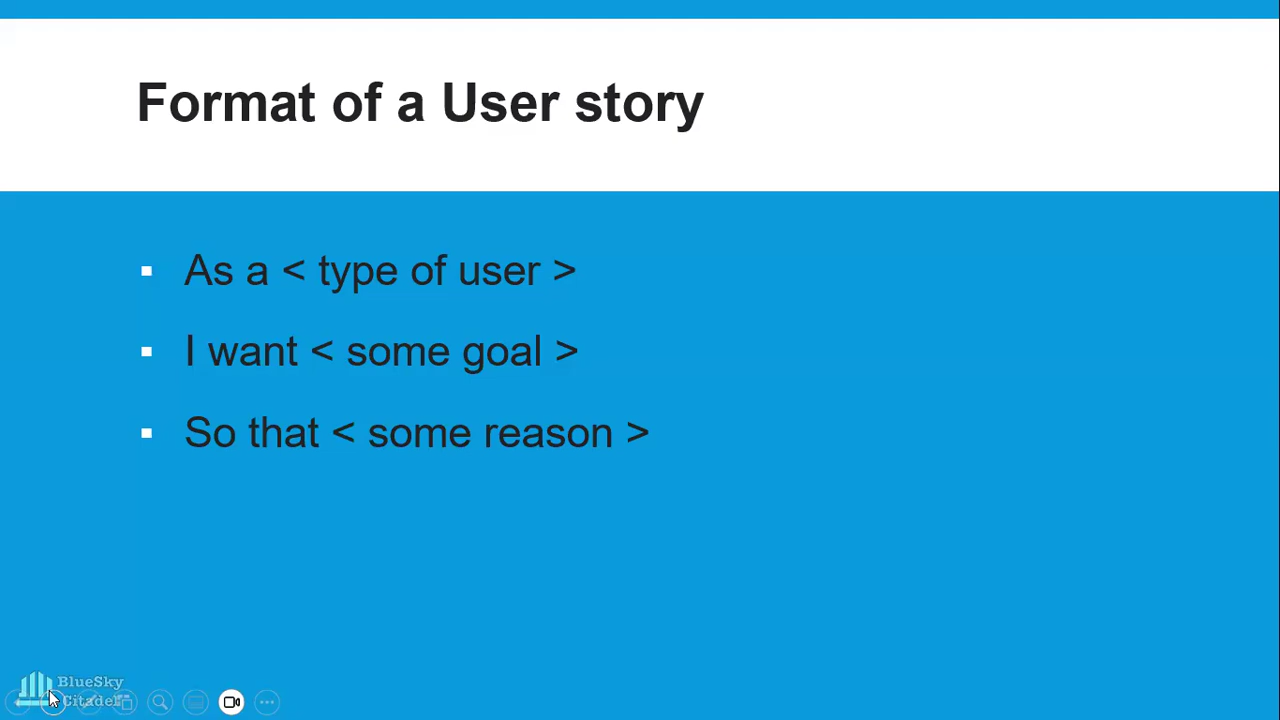 Format of a User story
▪ As a < type of user >
▪ I want < some goal >
▪ So that < some reason >
BlueSky
Citadel